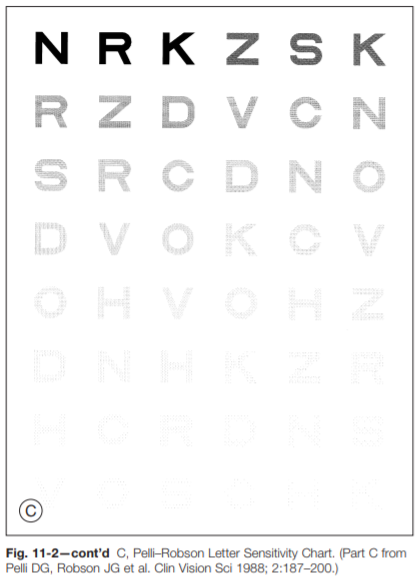 N R K Z S K
R Z D V C N
S R C D N O
D V O K C V
O H V O H Z
D N H K Z R
H C R D N S
C
Fig. 11-2—cont'd C, Pelli–Robson Letter Sensitivity Chart. (Part C from
Pelli DG, Robson JG et al. Clin Vision Sci 1988; 2:187–200.)